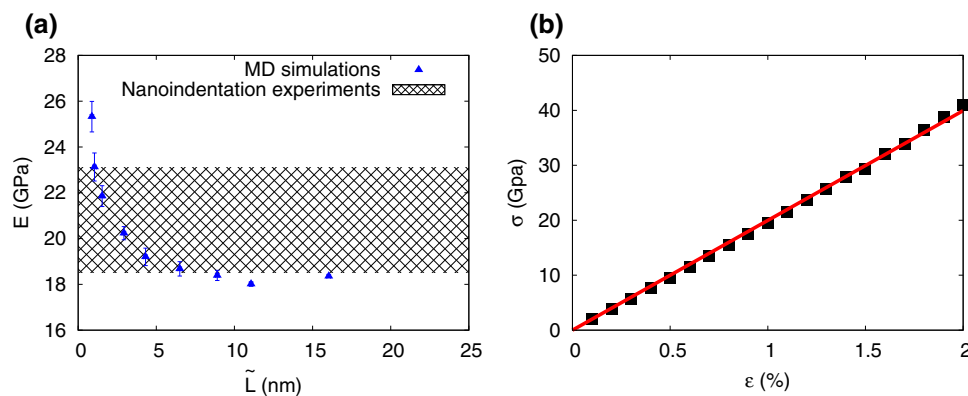 (a)
28
26
24
22
20
18
16
E (GPa)
MD simulations
Nanoindentation experiments
0 5 10 15 20 25
L̃ (nm)
(b)
50
40
30
20
10
0
σ (Gpa)
0 0.5 1 1.5 2
ε (%)